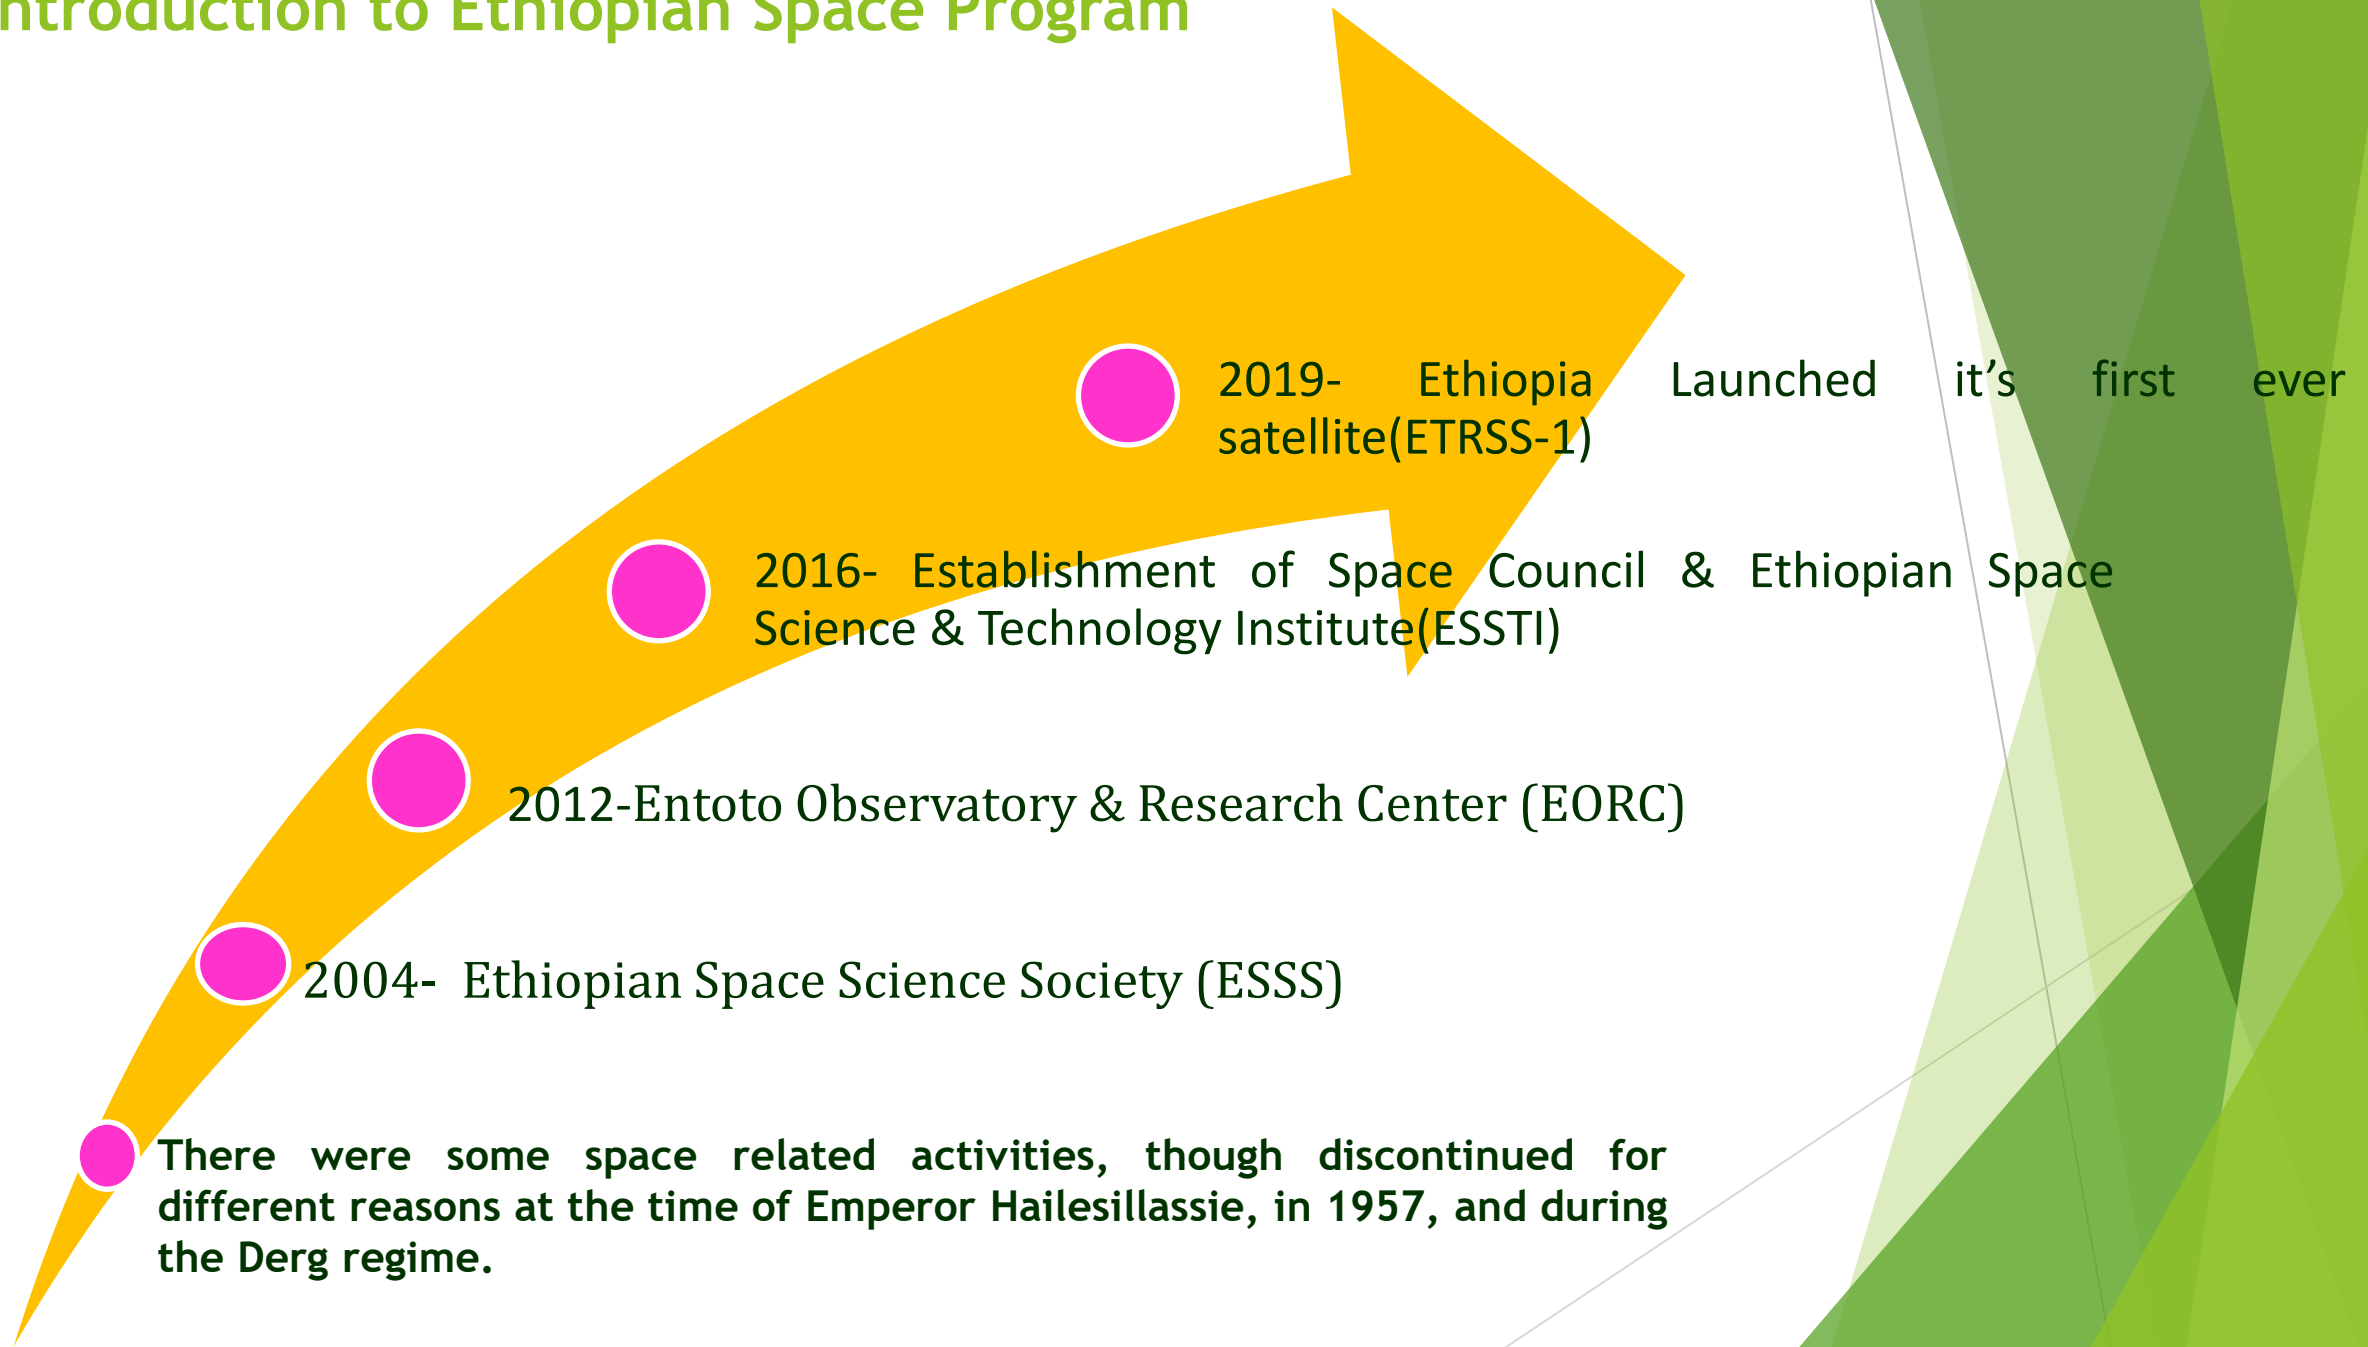 ntroduction to Ethiopian Space Program
2019- Ethiopia Launched it’s first ever
satellite(ETRSS-1)
2016- Establishment of Space Council & Ethiopian Space
Science & Technology Institute(ESSTI)
2012-Entoto Observatory & Research Center (EORC)
2004- Ethiopian Space Science Society (ESSS)
There were some space related activities, though discontinued for
different reasons at the time of Emperor Hailesillassie, in 1957, and during
the Derg regime.